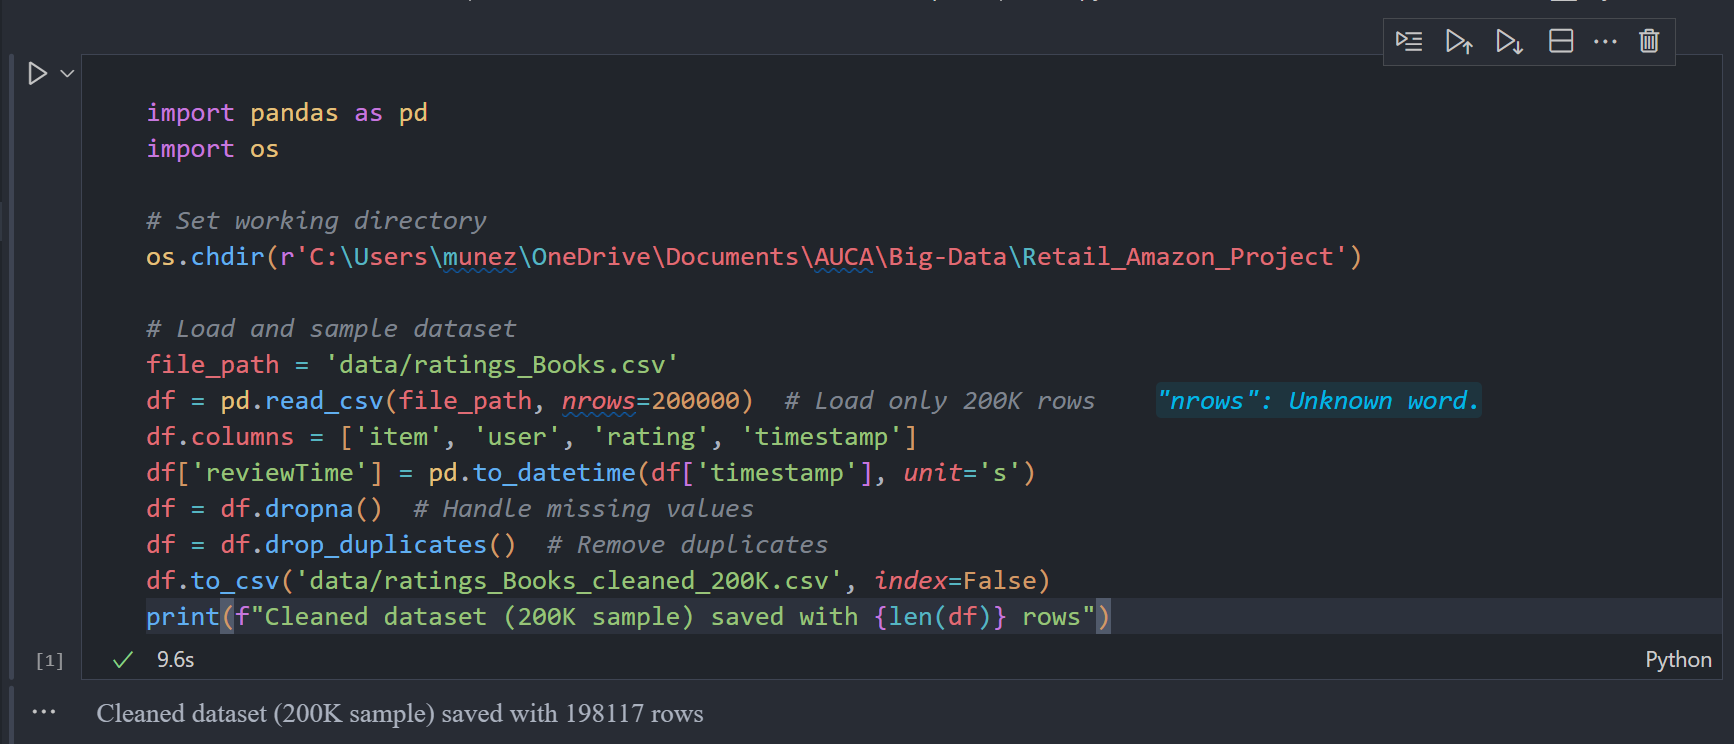 import pandas as pd
import os
# Set working directory
os.chdir(r'C:\Users\munez\OneDrive\Documents\AUCA\Big-Data\Retail_Amazon_Project')
# Load and sample dataset
file_path = 'data/ratings_Books.csv'
df = pd.read_csv(file_path, nrows=200000)  # Load only 200K rows    "nrows": Unknown word.
df.columns = ['item', 'user', 'rating', 'timestamp']
df['reviewTime'] = pd.to_datetime(df['timestamp'], unit='s')
df = df.dropna()  # Handle missing values
df = df.drop_duplicates()  # Remove duplicates
df.to_csv('data/ratings_Books_cleaned_200K.csv', index=False)
print(f"Cleaned dataset (200K sample) saved with {len(df)} rows")
[1] 9.6s Python
Cleaned dataset (200K sample) saved with 198117 rows